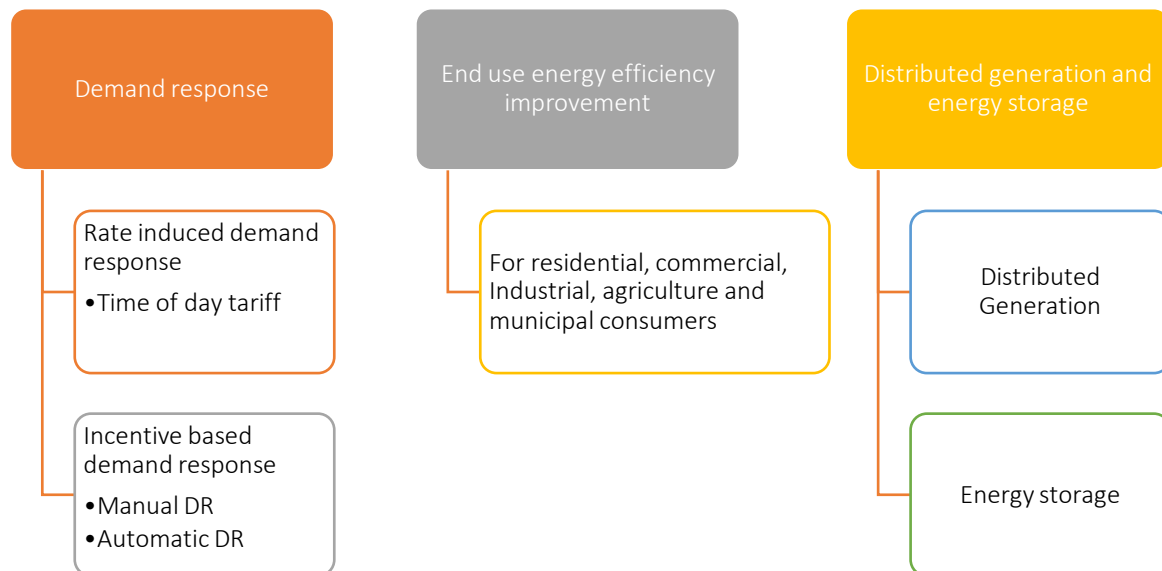 Demand response
Rate induced demand
response
•Time of day tariff
Incentive based
demand response
•Manual DR
•Automatic DR
End use energy efficiency
improvement
For residential, commercial,
Industrial, agriculture and
municipal consumers
Distributed generation and
energy storage
Distributed
Generation
Energy storage